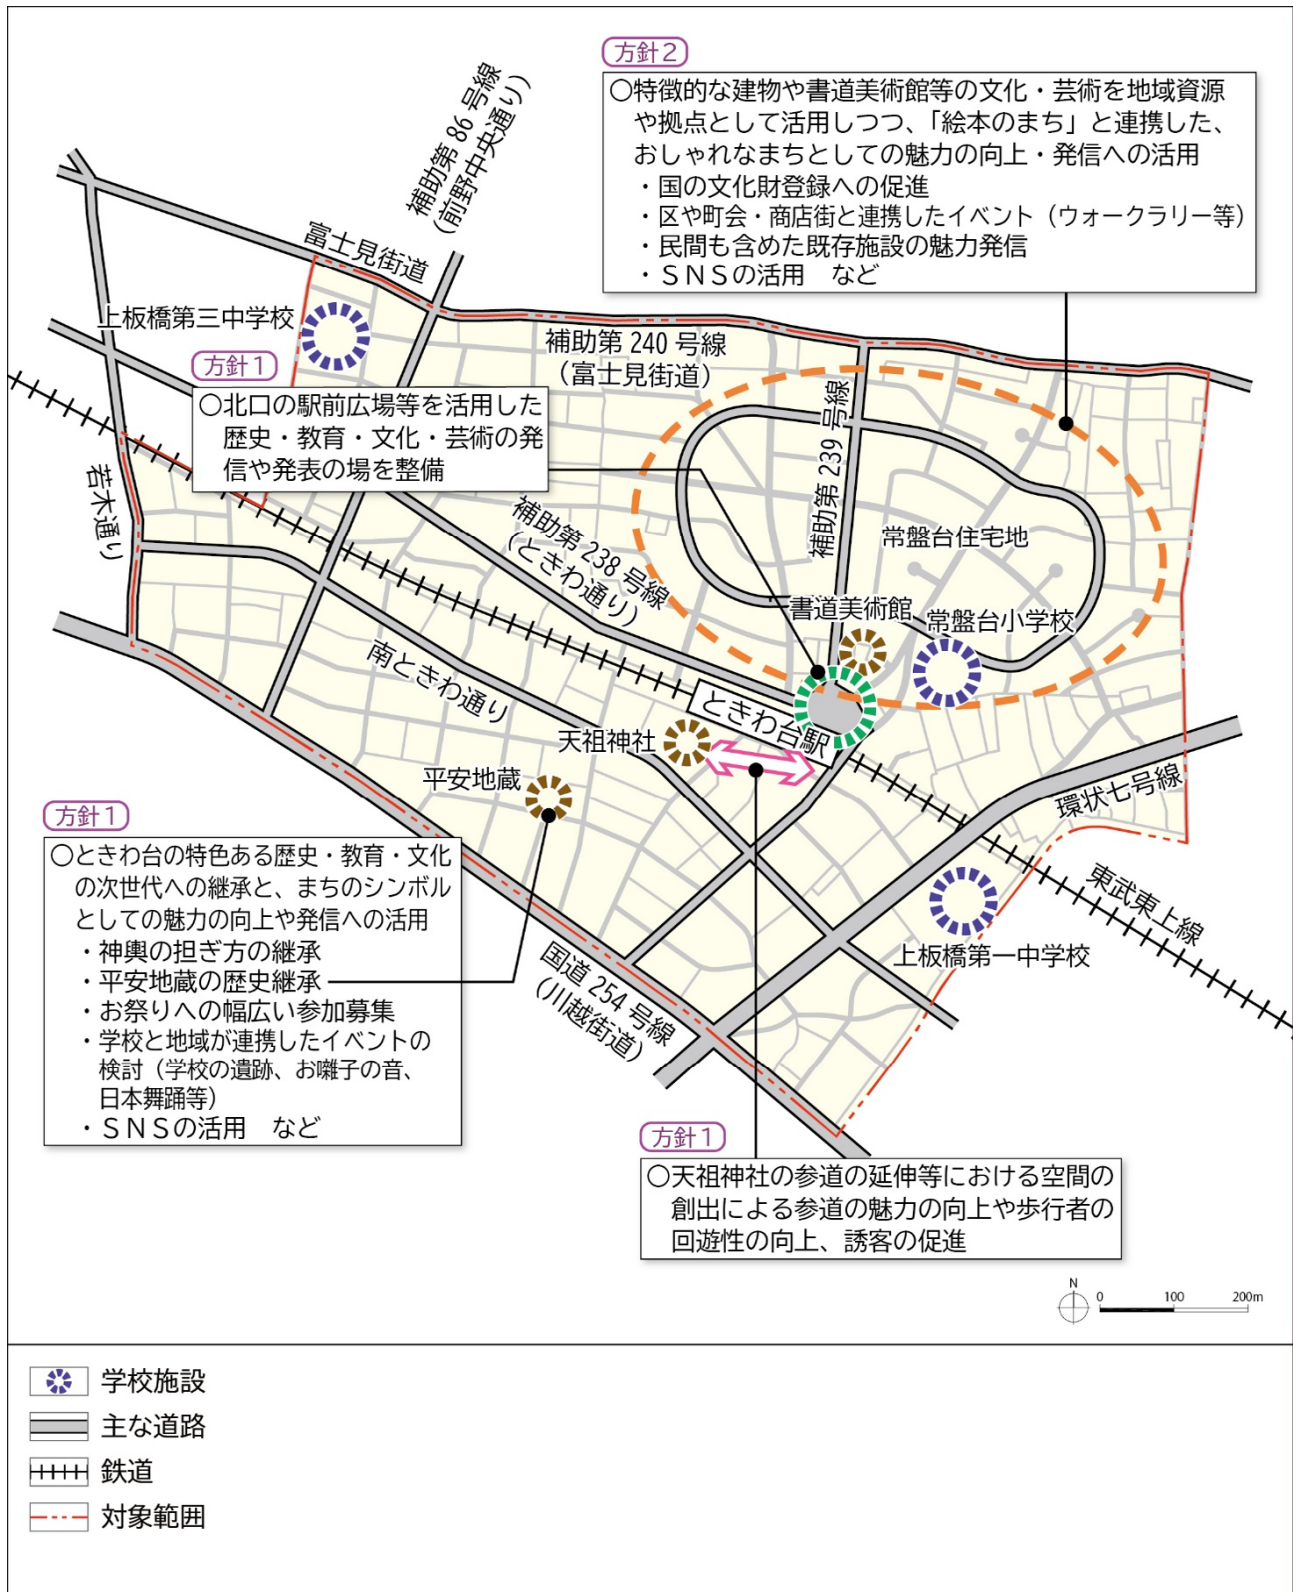 方針2
○特徴的な建物や書道美術館等の文化・芸術を地域資源
や拠点として活用しつつ、「絵本のまち」と連携した、
おしゃれなまちとしての魅力の向上・発信への活用
・国の文化財登録への促進
・区や町会・商店街と連携したイベント（ウォークラリー等）
・民間も含めた既存施設の魅力発信
・ＳＮＳの活用　など
補助第 86 号線
（前野中央通り）
富士見街道
上板橋第三中学校
補助第 240 号線
（富士見街道）
方針1
○北口の駅前広場等を活用した
歴史・教育・文化・芸術の発
信や発表の場を整備
若木通り
補助第 239 号線
補助第 238 号線
（ときわ通り）
常盤台住宅地
書道美術館
常盤台小学校
南ときわ通り
ときわ台駅
天祖神社
平安地蔵
環状七号線
東武東上線
上板橋第一中学校
国道 254 号線
（川越街道）
方針1
○ときわ台の特色ある歴史・教育・文化
の次世代への継承と、まちのシンボル
としての魅力の向上や発信への活用
・神輿の担ぎ方の継承
・平安地蔵の歴史継承
・お祭りへの幅広い参加募集
・学校と地域が連携したイベントの
検討（学校の遺跡、お囃子の音、
日本舞踊等）
・ＳＮＳの活用　など
方針1
○天祖神社の参道の延伸等における空間の
創出による参道の魅力の向上や歩行者の
回遊性の向上、誘客の促進
N
0 100 200m
学校施設
主な道路
鉄道
対象範囲